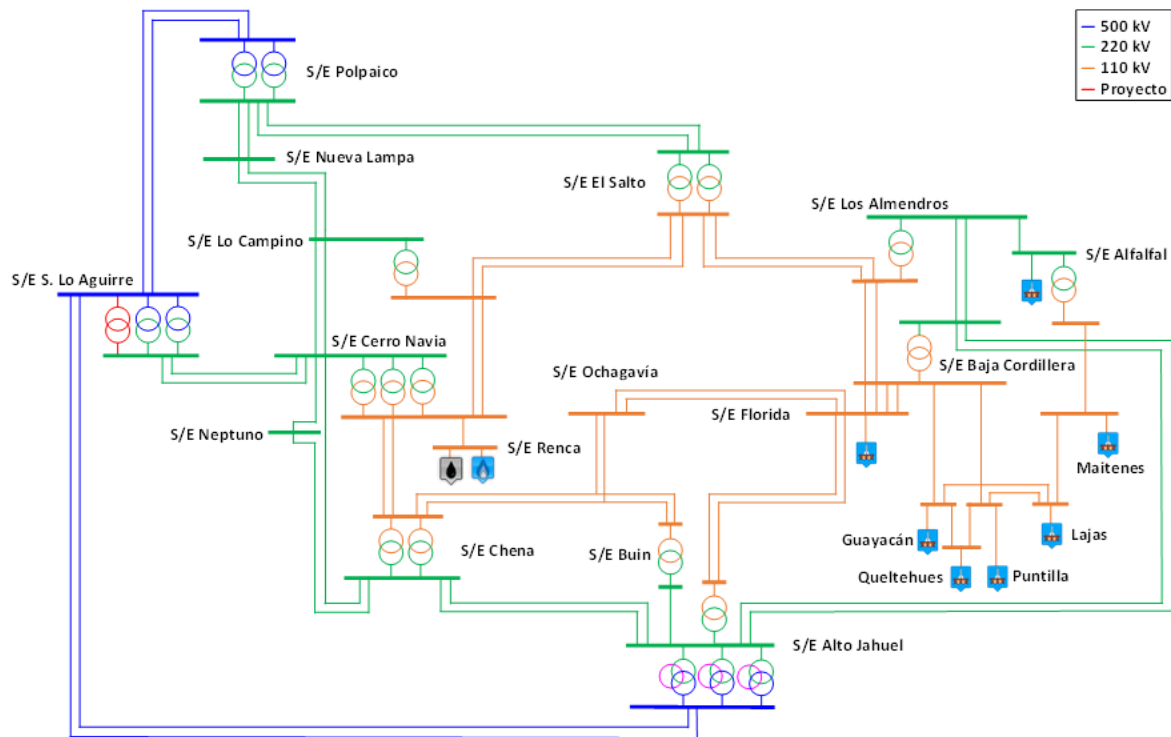 500 kV
220 kV
110 kV
Proyecto
S/E Polpaico
S/E Nueva Lampa
S/E El Salto
S/E Los Almendros
S/E Lo Campino
S/E Alfalfal
S/E S. Lo Aguirre
S/E Cerro Navia
S/E Ochagavía
S/E Baja Cordillera
S/E Florida
S/E Neptuno
S/E Renca
Maitenes
S/E Chena
S/E Buin
Guayacán
Lajas
Queltehues
Puntilla
S/E Alto Jahuel